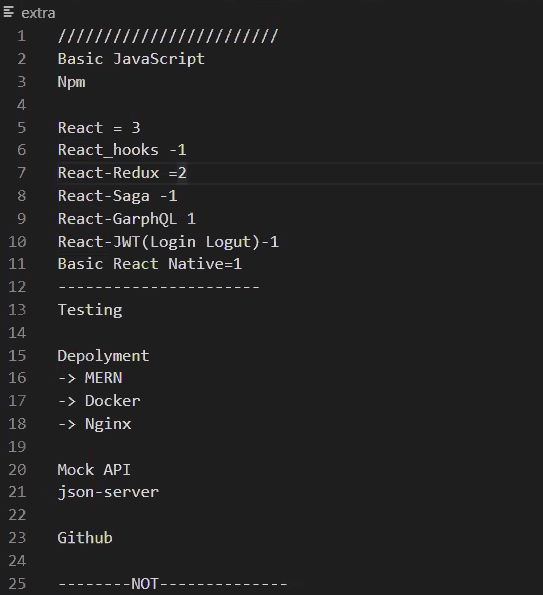 extra
1 ////////////////////////
2 Basic JavaScript
3 Npm
4
5 React = 3
6 React_hooks -1
7 React-Redux =2
8 React-Saga -1
9 React-GarphQL 1
10 React-JWT(Login Logut)-1
11 Basic React Native=1
12 ----------------------
13 Testing
14
15 Depolyment
16 -> MERN
17 -> Docker
18 -> Nginx
19
20 Mock API
21 json-server
22
23 Github
24
25 --------NOT--------------